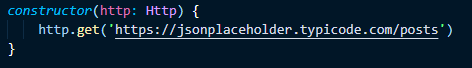 constructor(http: Http) {
http.get('https://jsonplaceholder.typicode.com/posts')
}